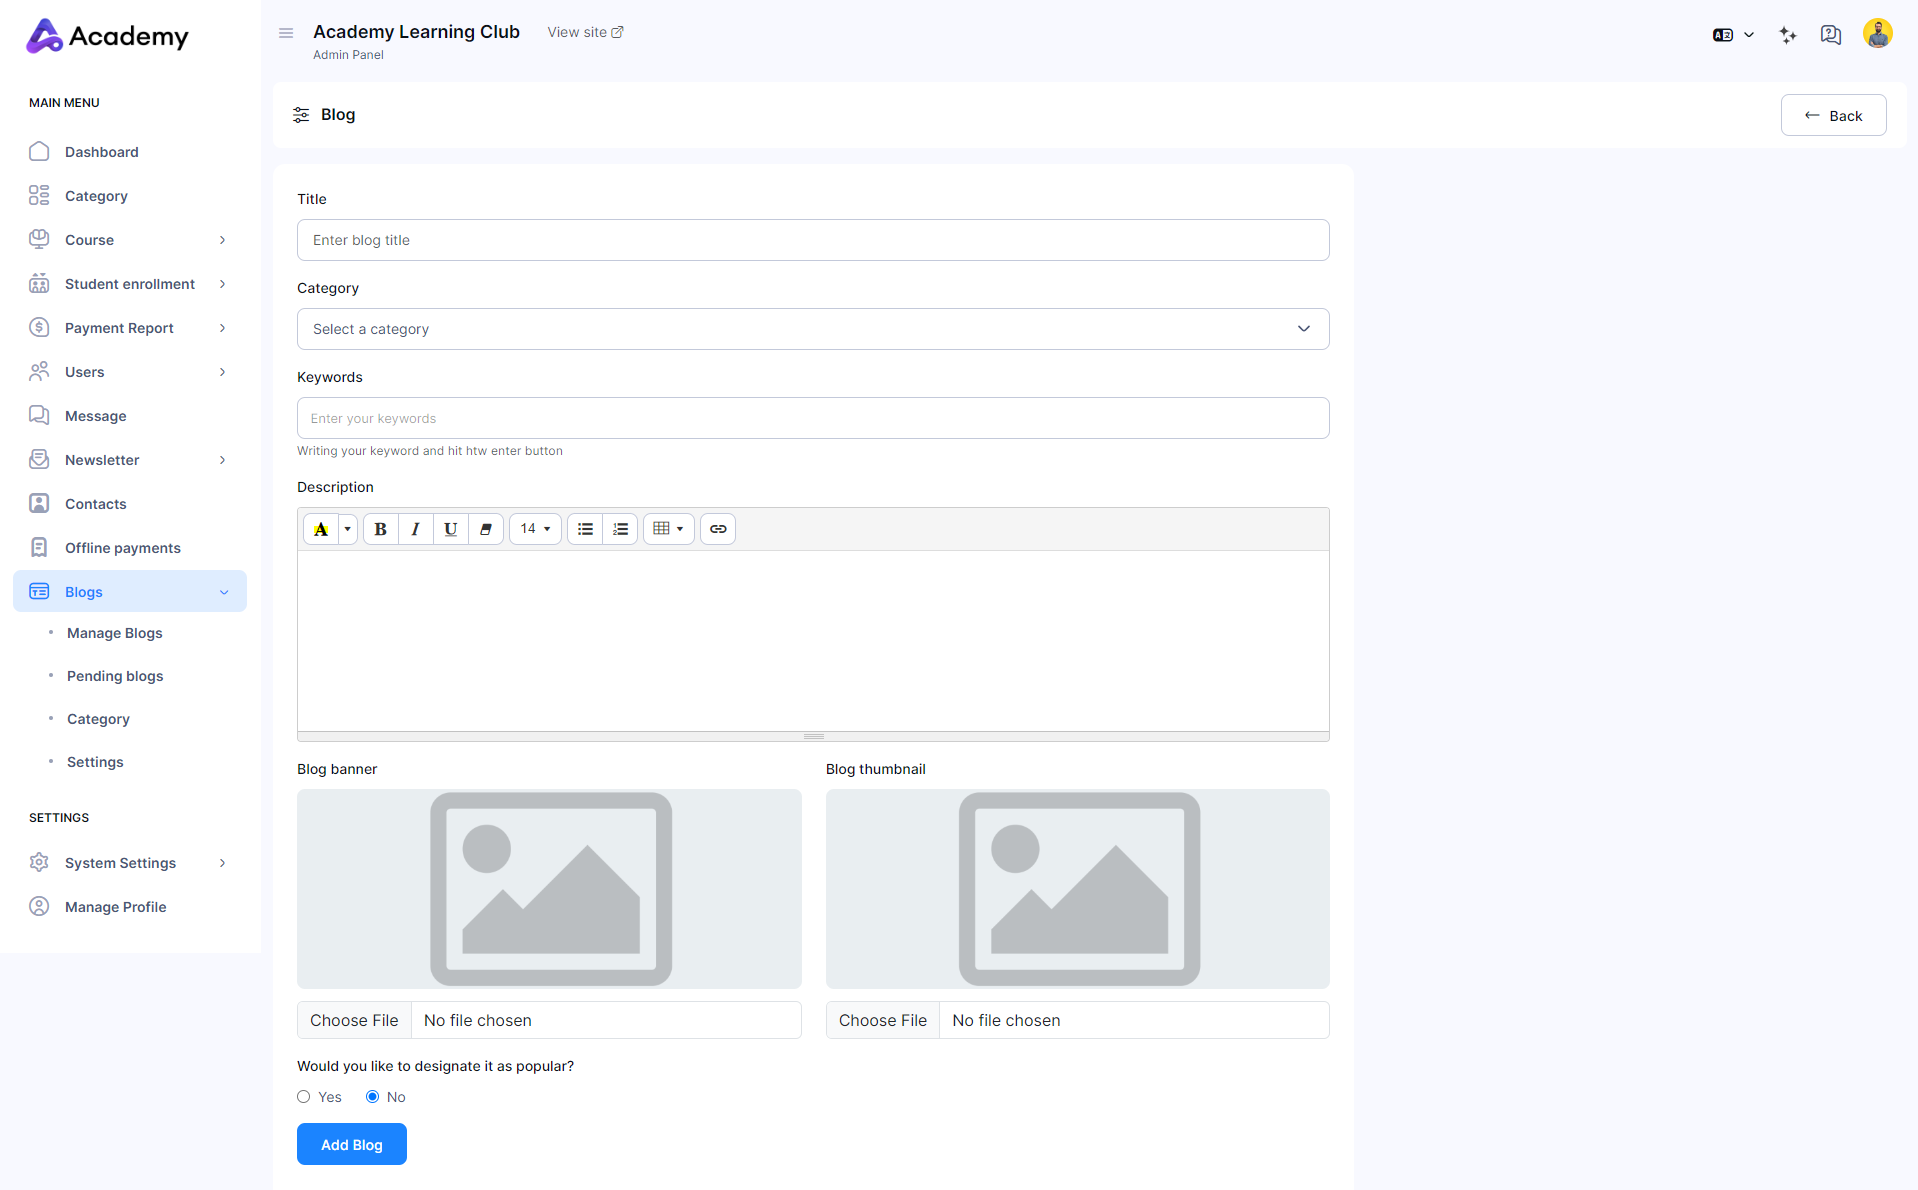 Academy
MAIN MENU
Dashboard
Category
Course
Student enrollment
Payment Report
Users
Message
Newsletter
Contacts
Offline payments
Blogs
Manage Blogs
Pending blogs
Category
Settings
SETTINGS
System Settings
Manage Profile
Academy Learning Club
View site
Admin Panel
Blog
Back
Title
Enter blog title
Category
Select a category
Keywords
Enter your keywords
Writing your keyword and hit htw enter button
Description
A B I U 14
Blog banner
Blog thumbnail
Choose File No file chosen
Choose File No file chosen
Would you like to designate it as popular?
Yes No
Add Blog